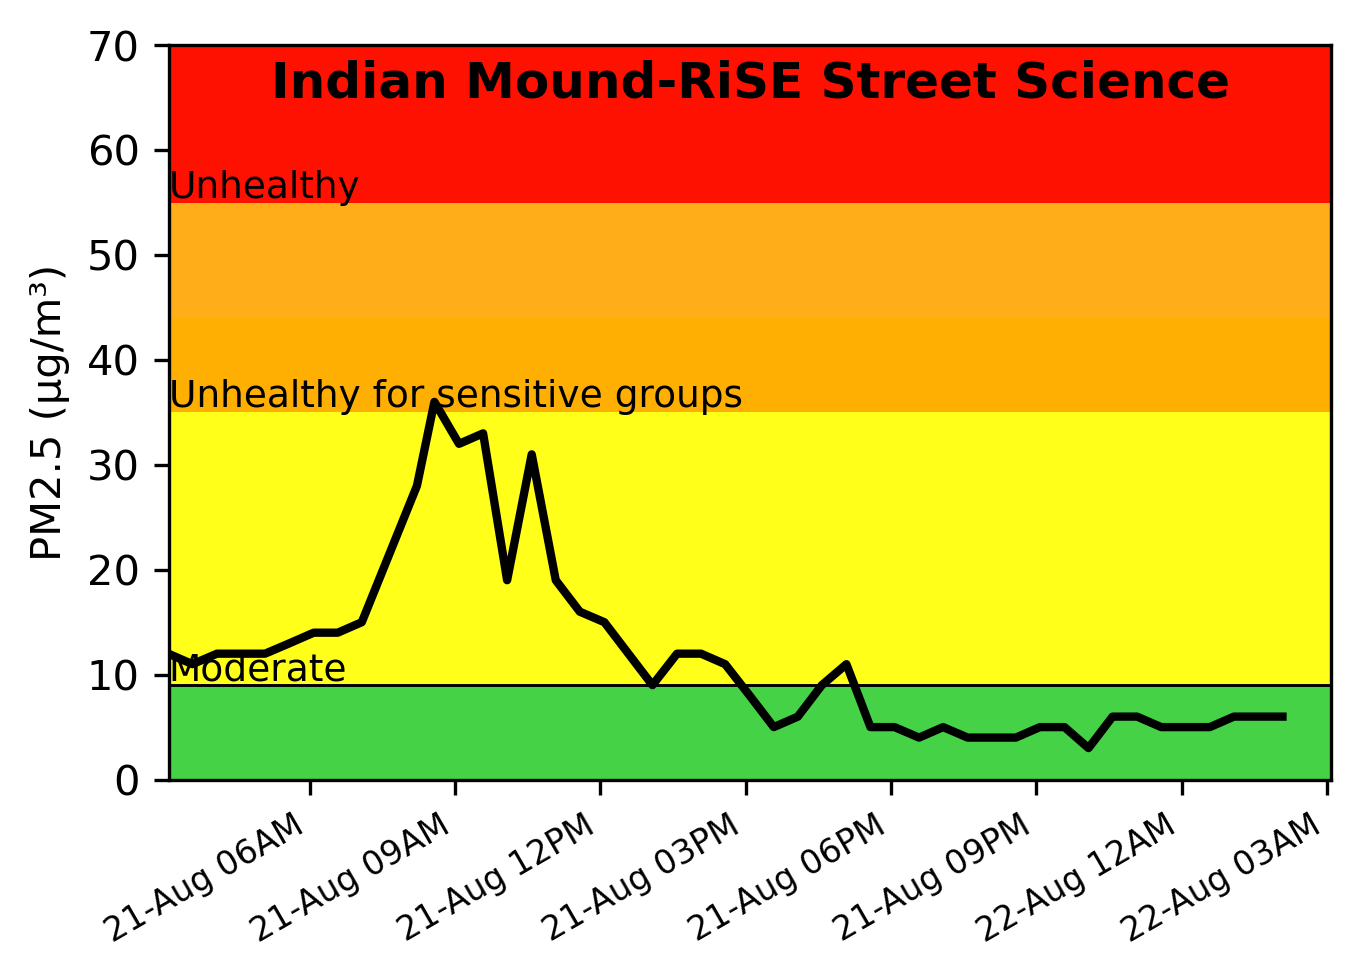 Indian Mound-RiSE Street Science
PM2.5 (µg/m³)
70
60
50
40
30
20
10
0
Unhealthy
Unhealthy for sensitive groups
Moderate
21-Aug 06AM
21-Aug 09AM
21-Aug 12PM
21-Aug 03PM
21-Aug 06PM
21-Aug 09PM
22-Aug 12AM
22-Aug 03AM